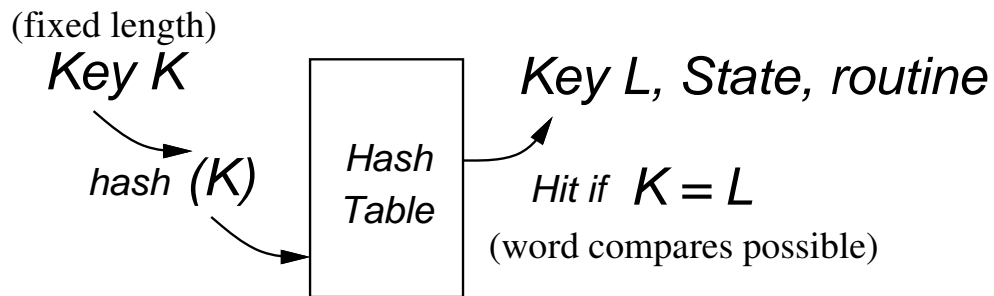 (fixed length)
Key K
hash (K)
Hash
Table
Key L, State, routine
Hit if K = L
(word compares possible)